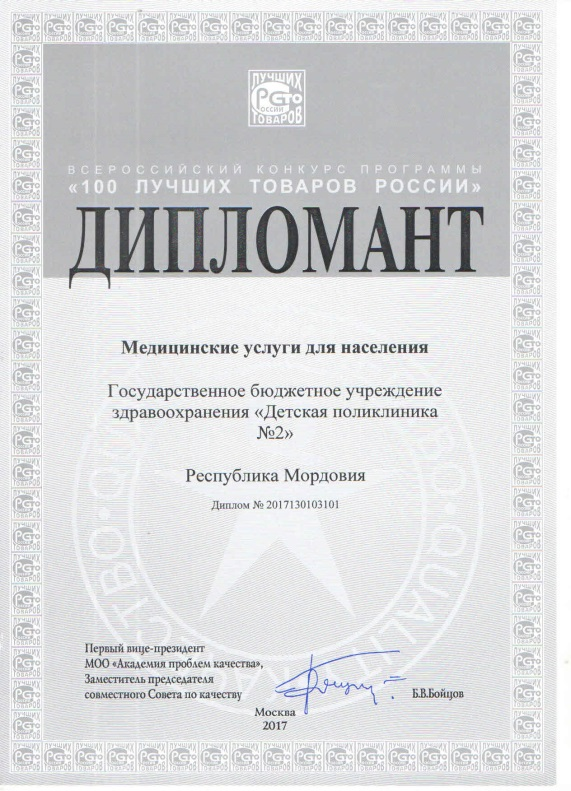 ЛУЧШИХ
PGТО
РОССИИ
ТОВАРОВ
ВСЕРОССИЙСКИЙ КОНКУРС ПРОГРАММЫ
«100 ЛУЧШИХ ТОВАРОВ РОССИИ»
ДИПЛОМАНТ
Медицинские услуги для населения
Государственное бюджетное учреждение
здравоохранения «Детская поликлиника
№2»
Республика Мордовия
Диплом № 2017130103101
Первый вице-президент
МОО «Академия проблем качества»,
Заместитель председателя
совместного Совета по качеству
Б.В.Бойцов
Москва
2017